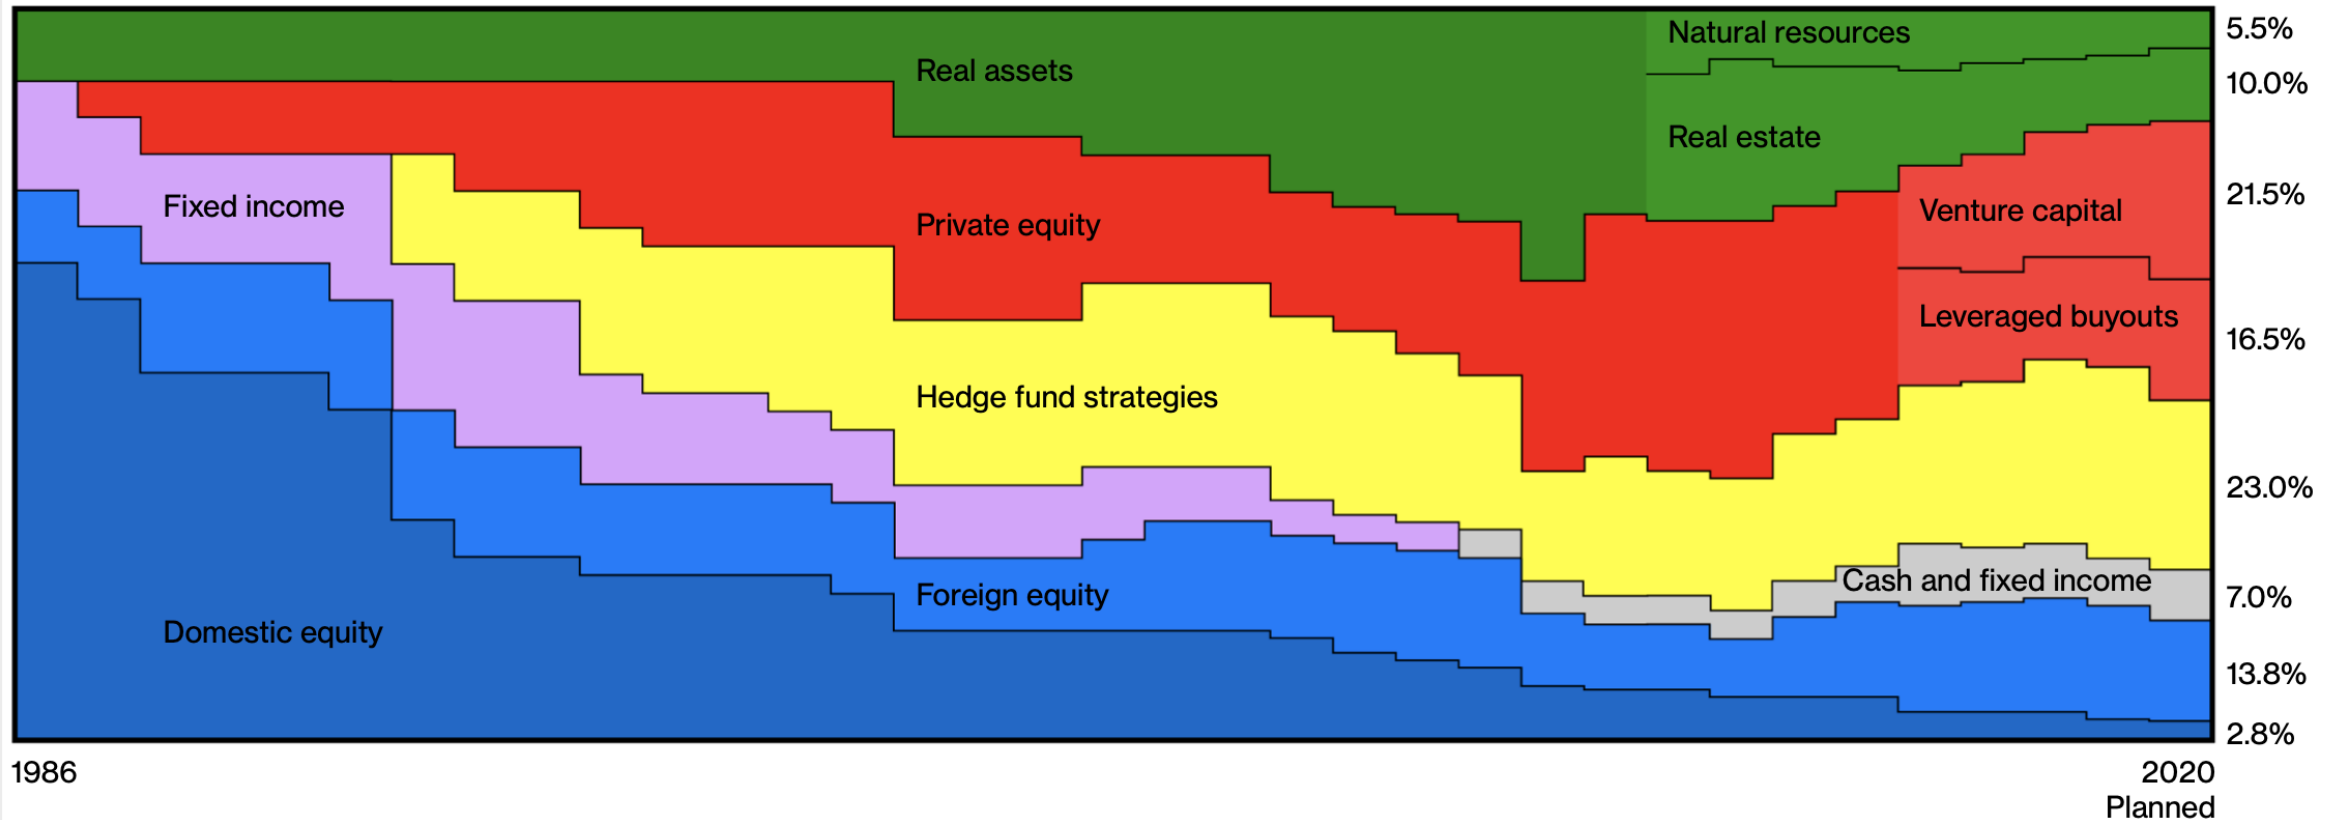 Natural resources
5.5%
Real assets
10.0%
Real estate
21.5%
Fixed income
Venture capital
Private equity
Leveraged buyouts
16.5%
Hedge fund strategies
23.0%
Cash and fixed income
7.0%
Foreign equity
Domestic equity
13.8%
2.8%
1986
2020
Planned